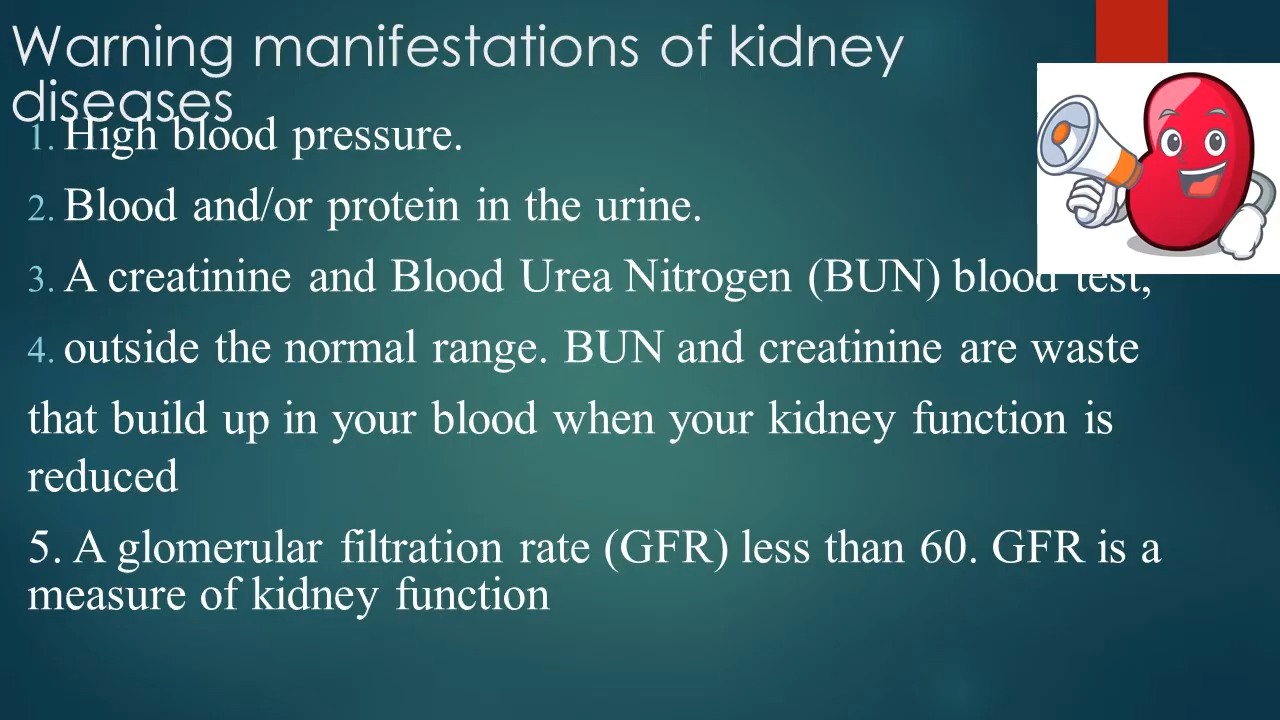 Warning manifestations of kidney
diseases
1. High blood pressure.
2. Blood and/or protein in the urine.
3. A creatinine and Blood Urea Nitrogen (BUN) blood test,
4. outside the normal range. BUN and creatinine are waste
that build up in your blood when your kidney function is
reduced
5. A glomerular filtration rate (GFR) less than 60. GFR is a
measure of kidney function